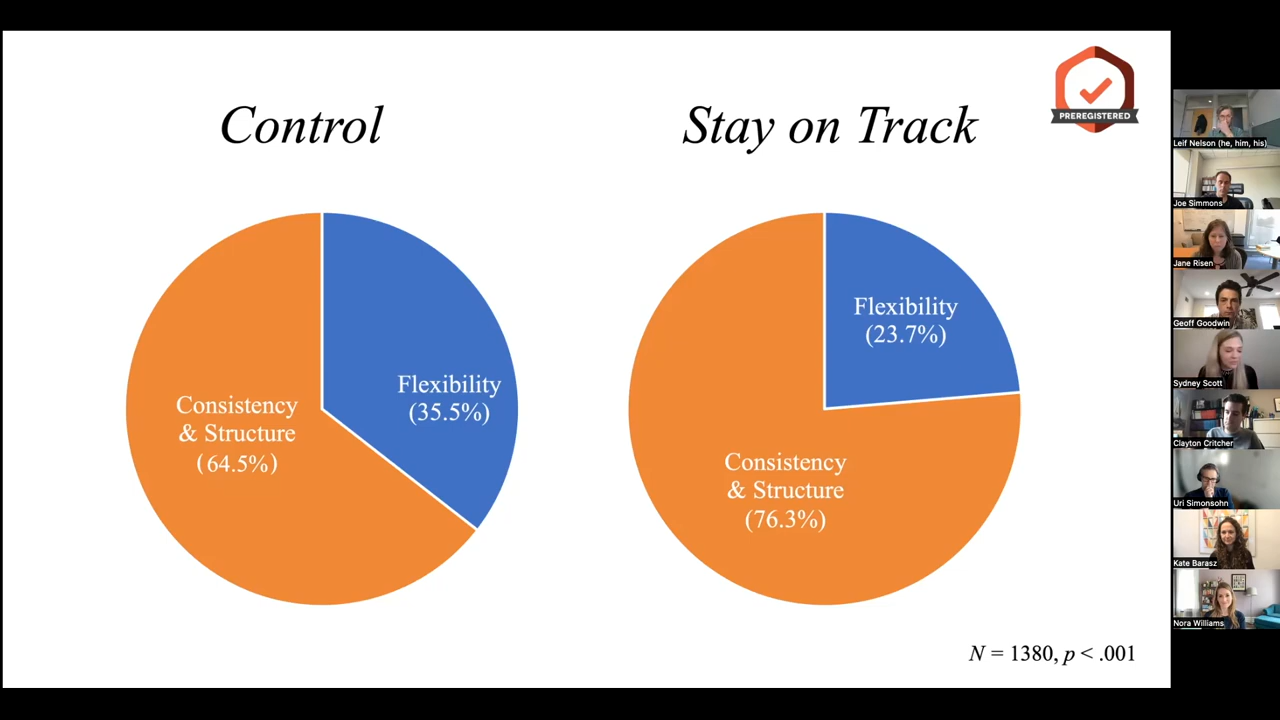 Control
Stay on Track
PREREGISTERED
Consistency
& Structure
(64.5%)
Flexibility
(35.5%)
Flexibility
(23.7%)
Consistency
& Structure
(76.3%)
N = 1380, p < .001
Leif Nelson (he, him, his)
Joe Simmons
Jane Risen
Geoff Goodwin
Sydney Scott
Clayton Critcher
Uri Simonsohn
Kate Barasz
Nora Williams